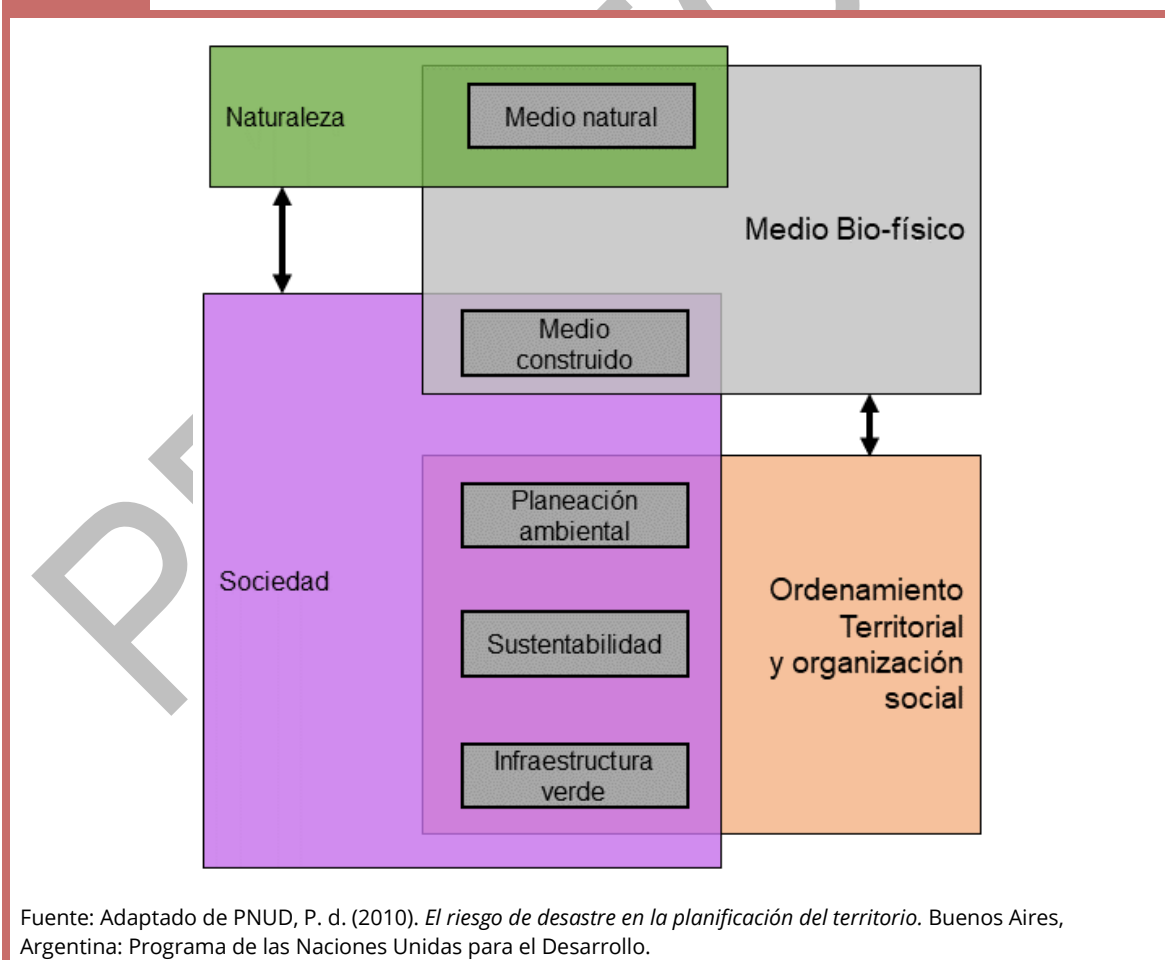 Naturaleza
Medio natural
Medio Bio-físico
Medio
construido
Planeación
ambiental
Sociedad
Sustentabilidad
Ordenamiento
Territorial
y organización
social
Infraestructura
verde
Fuente: Adaptado de PNUD, P. d. (2010). El riesgo de desastre en la planificación del territorio. Buenos Aires,
Argentina: Programa de las Naciones Unidas para el Desarrollo.